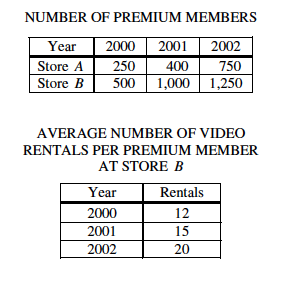 NUMBER OF PREMIUM MEMBERS
Year 2000 2001 2002
Store A 250 400 750
Store B 500 1,000 1,250
AVERAGE NUMBER OF VIDEO
RENTALS PER PREMIUM MEMBER
AT STORE B
Year Rentals
2000 12
2001 15
2002 20